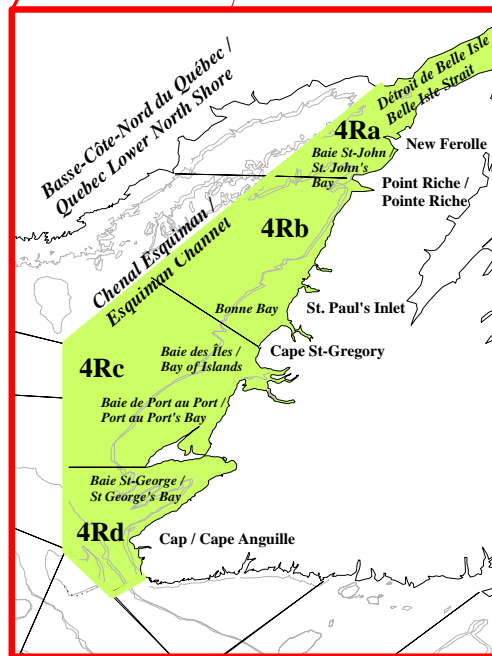 Basse-Côte-Nord du Québec /
Quebec Lower North Shore
Détroit de Belle Isle
Belle Isle Strait
4Ra
New Ferolle
Baie St-John /
St. John's
Bay
Point Riche /
Pointe Riche
4Rb
Chenal Esquiman /
Esquiman Channel
Bonne Bay
St. Paul's Inlet
Baie des Îles /
Bay of Islands
Cape St-Gregory
4Rc
Baie de Port au Port /
Port au Port's Bay
Baie St-George /
St George's Bay
4Rd
Cap / Cape Anguille